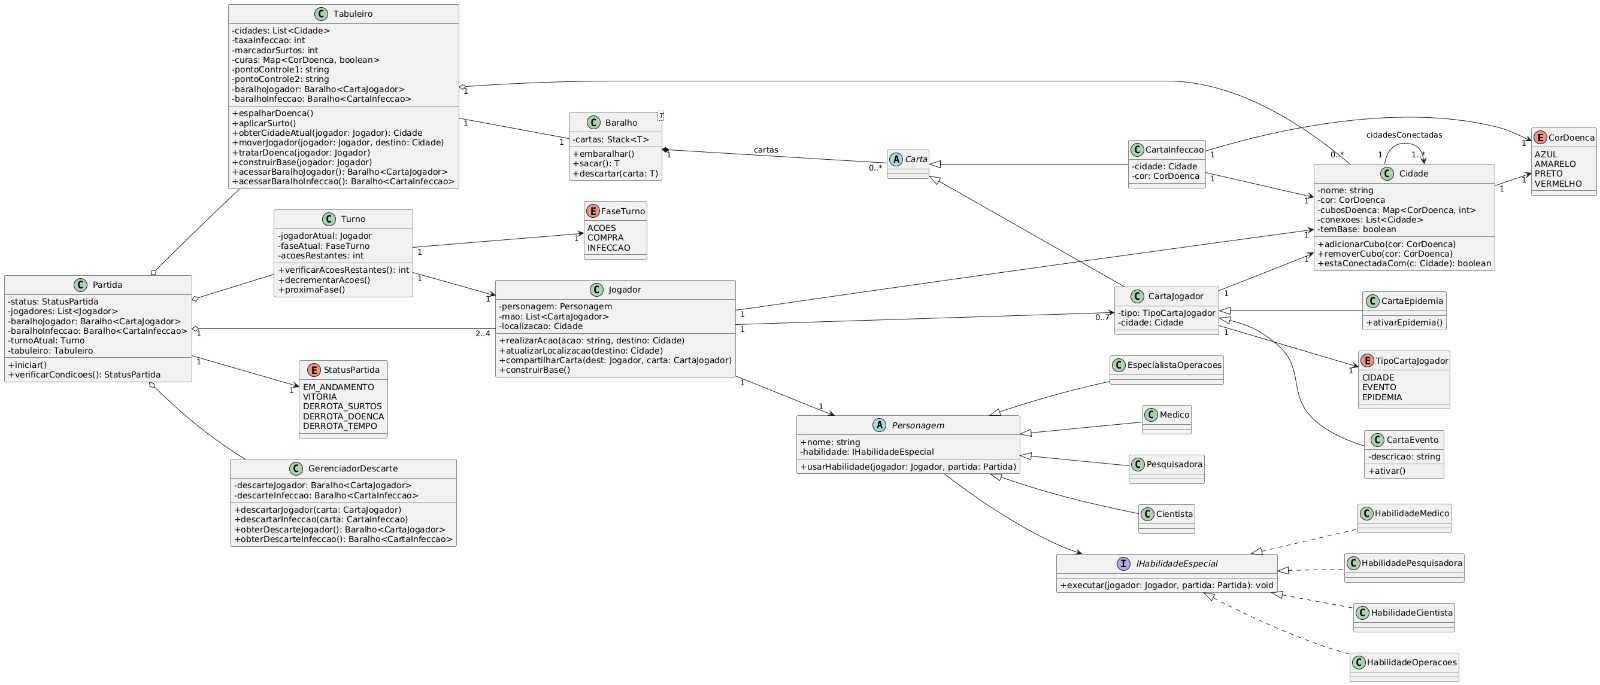 Tabuleiro
-cidades: List<Cidade>
-taxaInfeccao: int
-marcadorSurtos: int
-curas: Map<CorDoenca, boolean>
-pontoControle1: string
-pontoControle2: string
-baralhoJogador: Baralho<CartaJogador>
-baralhoInfeccao: Baralho<CartaInfeccao>
+espalharDoenca()
+aplicarSurto()
+obterCidadeAtual(jogador: Jogador): Cidade
+moverJogador(jogador: Jogador, destino: Cidade)
+tratarDoenca(jogador: Jogador)
+construirBase(jogador: Jogador)
+acessarBaralhoJogador(): Baralho<CartaJogador>
+acessarBaralhoInfeccao(): Baralho<CartaInfeccao>
1
1
1
Baralho
T
-cartas: Stack<T>
+embaralhar()
+sacar(): T
+descartar(carta: T)
1
cartas
0..*
Carta
CartaInfeccao
-cidade: Cidade
-cor: CorDoenca
1
1
1
1
cidadesConectadas
1
1..*
0..*
Cidade
-nome: string
-cor: CorDoenca
-cubosDoenca: Map<CorDoenca, int>
-conexoes: List<Cidade>
-temBase: boolean
+adicionarCubo(cor: CorDoenca)
+removerCubo(cor: CorDoenca)
+estaConectadaCom(c: Cidade): boolean
1
1
1
1
CorDoenca
AZUL
AMARELO
PRETO
VERMELHO
Turno
-jogadorAtual: Jogador
-faseAtual: FaseTurno
-acoesRestantes: int
+verificarAcoesRestantes(): int
+decrementarAcoes()
+proximaFase()
1
1
1
1
FaseTurno
ACOES
COMPRA
INFECCAO
Partida
-status: StatusPartida
-jogadores: List<Jogador>
-baralhoJogador: Baralho<CartaJogador>
-baralhoInfeccao: Baralho<CartaInfeccao>
-turnoAtual: Turno
-tabuleiro: Tabuleiro
+iniciar()
+verificarCondicoes(): StatusPartida
1
2..4
1
1
Jogador
-personagem: Personagem
-mao: List<CartaJogador>
-localizacao: Cidade
+realizarAcao(acao: string, destino: Cidade)
+atualizarLocalizacao(destino: Cidade)
+compartilharCarta(dest: Jogador, carta: CartaJogador)
+construirBase()
1
1
0..7
1
1
CartaJogador
-tipo: TipoCartaJogador
-cidade: Cidade
1
1
1
CartaEpidemia
+ativarEpidemia()
TipoCartaJogador
CIDADE
EVENTO
EPIDEMIA
CartaEvento
-descricao: string
+ativar()
StatusPartida
EM_ANDAMENTO
VITORIA
DERROTA_SURTOS
DERROTA_DOENCA
DERROTA_TEMPO
GerenciadorDescarte
-descarteJogador: Baralho<CartaJogador>
-descarteInfeccao: Baralho<CartaInfeccao>
+descartarJogador(carta: CartaJogador)
+descartarInfeccao(carta: CartaInfeccao)
+obterDescarteJogador(): Baralho<CartaJogador>
+obterDescarteInfeccao(): Baralho<CartaInfeccao>
Personagem
+nome: string
-habilidade: IHabilidadeEspecial
+usarHabilidade(jogador: Jogador, partida: Partida)
EspecialistaOperacoes
Medico
Pesquisadora
Cientista
IHabilidadeEspecial
+executar(jogador: Jogador, partida: Partida): void
HabilidadeMedico
HabilidadePesquisadora
HabilidadeCientista
HabilidadeOperacoes